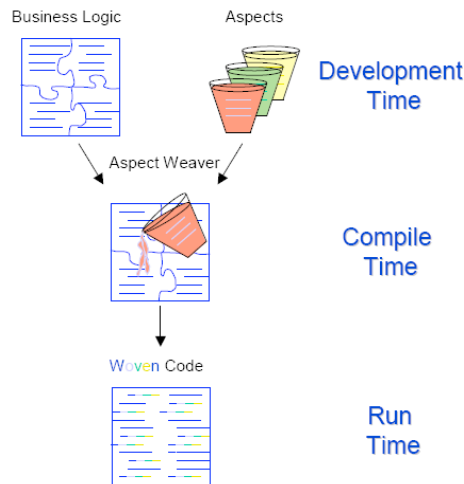 Business Logic
Aspects
Development
Time
Aspect Weaver
Compile
Time
Woven Code
Run
Time